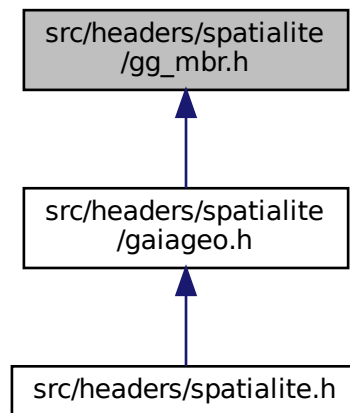 src/headers/spatialite
/gg_mbr.h
src/headers/spatialite
/gaiageo.h
src/headers/spatialite.h